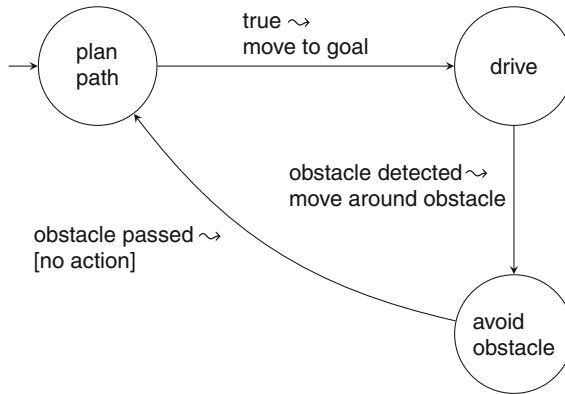 true ⤳
move to goal
plan
path
drive
obstacle detected ⤳
move around obstacle
obstacle passed ⤳
[no action]
avoid
obstacle